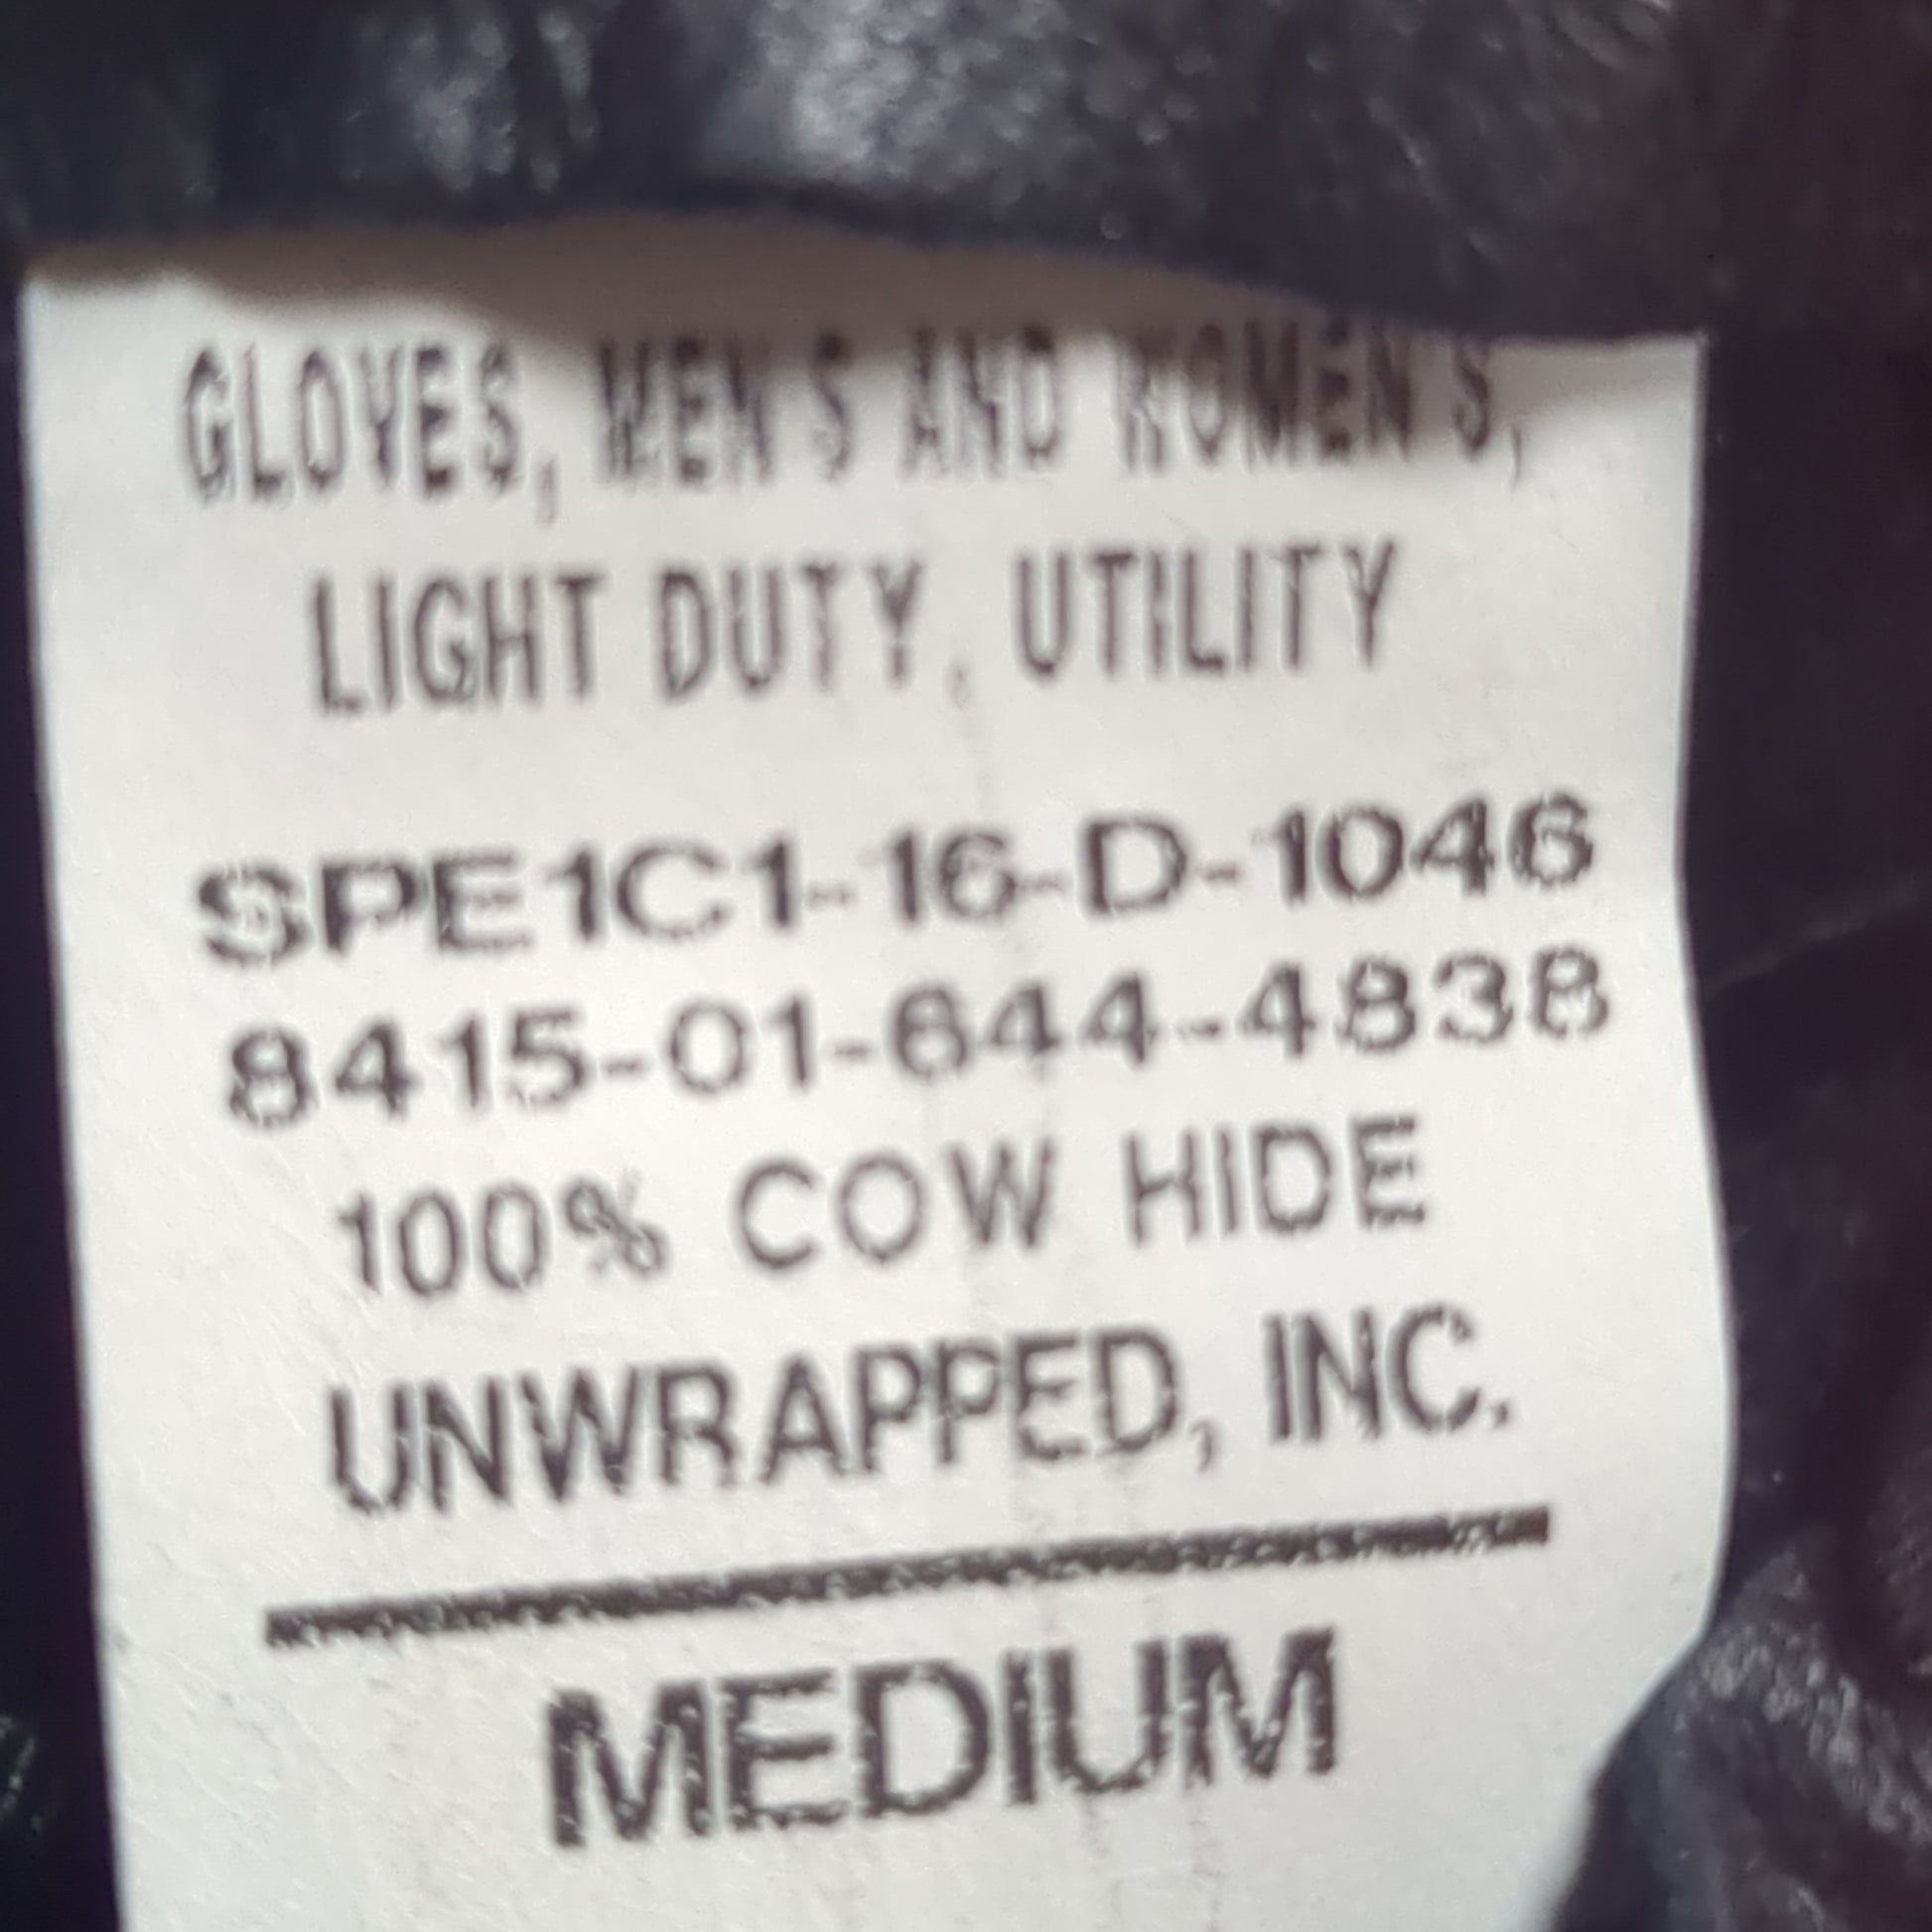 GLOVES, MEN'S AND WOMEN'S,
LIGHT DUTY, UTILITY
SPE1C1-16-D-1046
8415-01-644-4838
100% COW HIDE
UNWRAPPED, INC.
MEDIUM